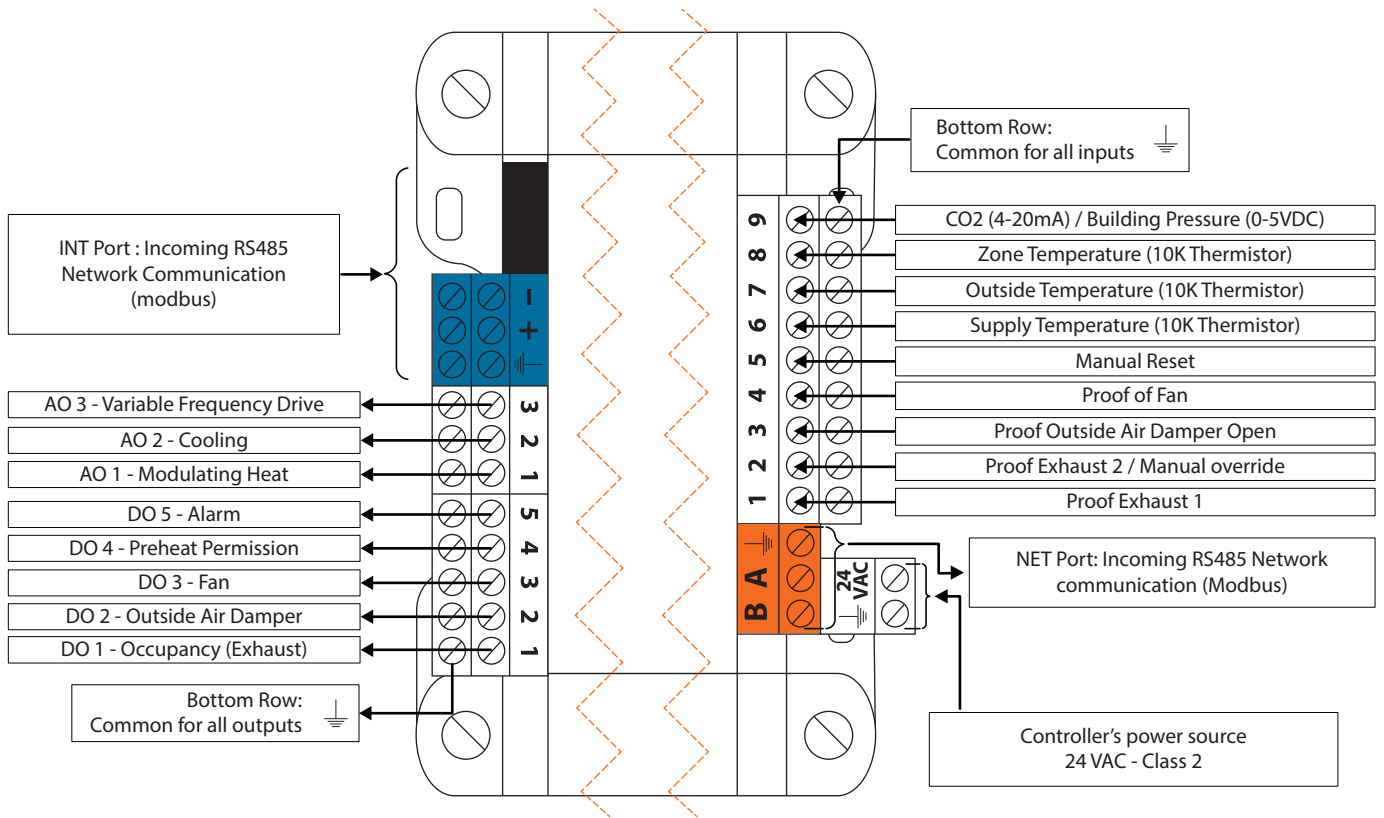 Bottom Row:
Common for all inputs
INT Port : Incoming RS485
Network Communication
(modbus)
–
+
AO 3 - Variable Frequency Drive
AO 2 - Cooling
AO 1 - Modulating Heat
DO 5 - Alarm
DO 4 - Preheat Permission
DO 3 - Fan
DO 2 - Outside Air Damper
DO 1 - Occupancy (Exhaust)
3
2
1
5
4
3
2
1
Bottom Row:
Common for all outputs
9
8
7
6
5
4
3
2
1
B A
24
VAC
CO2 (4-20mA) / Building Pressure (0-5VDC)
Zone Temperature (10K Thermistor)
Outside Temperature (10K Thermistor)
Supply Temperature (10K Thermistor)
Manual Reset
Proof of Fan
Proof Outside Air Damper Open
Proof Exhaust 2 / Manual override
Proof Exhaust 1
NET Port: Incoming RS485 Network
communication (Modbus)
Controller’s power source
24 VAC - Class 2